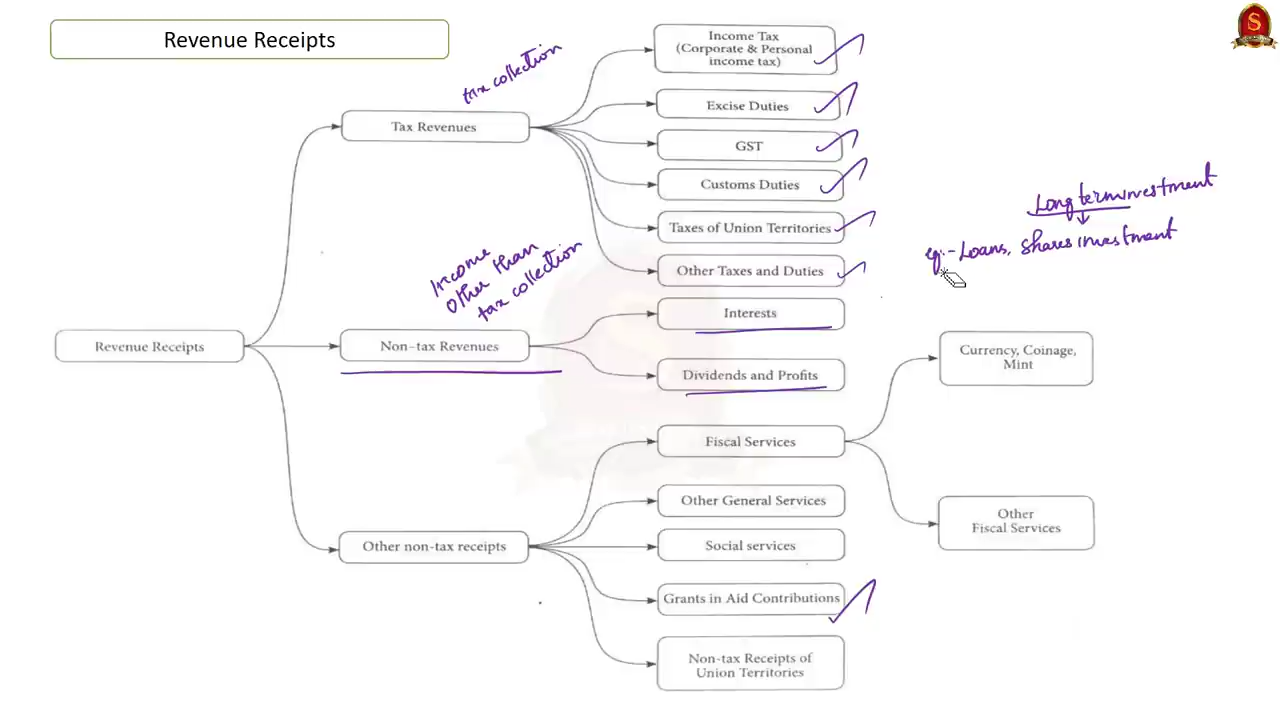 Revenue Receipts
S
tax collection
Income Tax
(Corporate & Personal
income tax)
Excise Duties
Tax Revenues
GST
Customs Duties
Taxes of Union Territories
Other Taxes and Duties
Long term investment
eg:- Loans, Shares investment
Income
Other than
tax collection
Interests
Revenue Receipts
Non-tax Revenues
Dividends and Profits
Currency, Coinage,
Mint
Fiscal Services
Other General Services
Other
Fiscal Services
Other non-tax receipts
Social services
Grants in Aid Contributions
Non-tax Receipts of
Union Territories